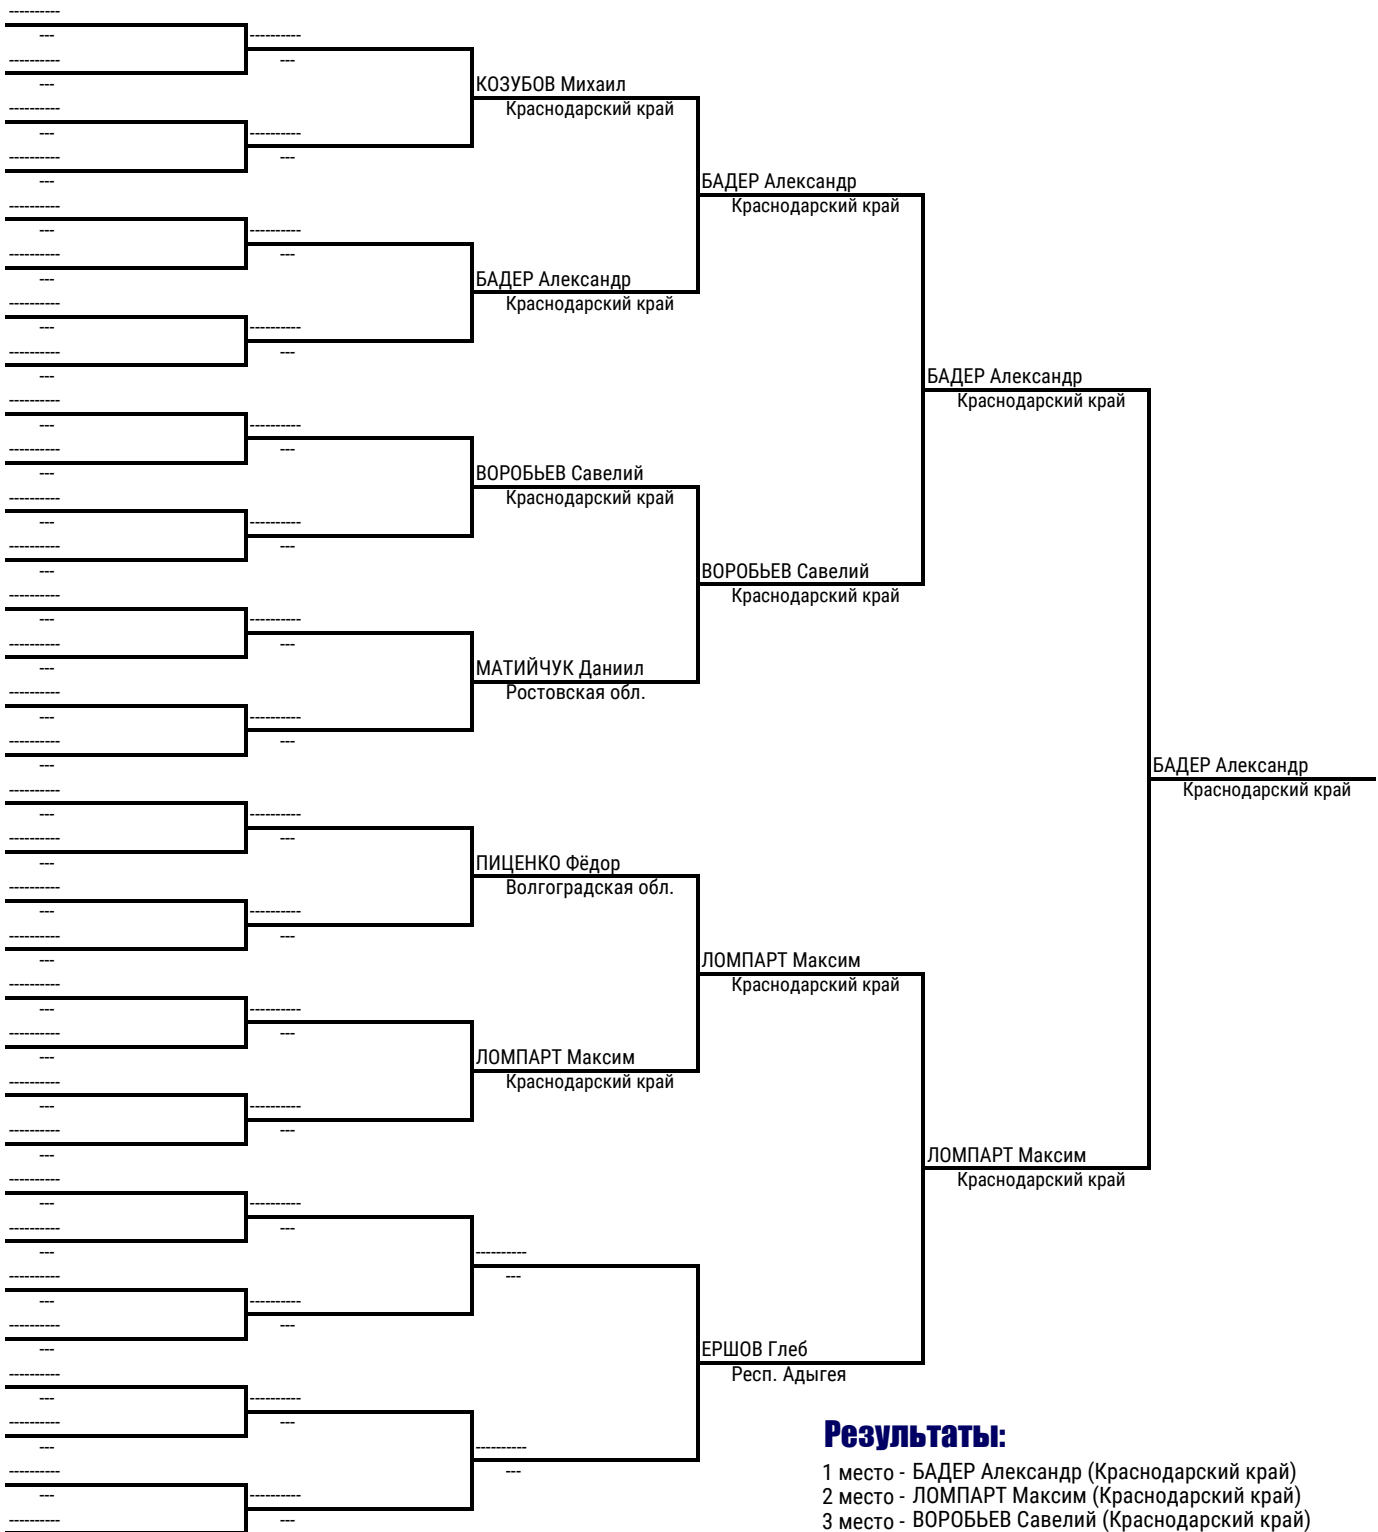 КОЗУБОВ Михаил
Краснодарский край
БАДЕР Александр
Краснодарский край
ВОРОБЬЕВ Савелий
Краснодарский край
МАТИЙЧУК Даниил
Ростовская обл.
ПИЦЕНКО Фёдор
Волгоградская обл.
ЛОМПАРТ Максим
Краснодарский край
БАДЕР Александр
Краснодарский край
ВОРОБЬЕВ Савелий
Краснодарский край
ЛОМПАРТ Максим
Краснодарский край
ЕРШОВ Глеб
Респ. Адыгея
БАДЕР Александр
Краснодарский край
ЛОМПАРТ Максим
Краснодарский край
БАДЕР Александр
Краснодарский край
Результаты:
1 место - БАДЕР Александр (Краснодарский край)
2 место - ЛОМПАРТ Максим (Краснодарский край)
3 место - ВОРОБЬЕВ Савелий (Краснодарский край)